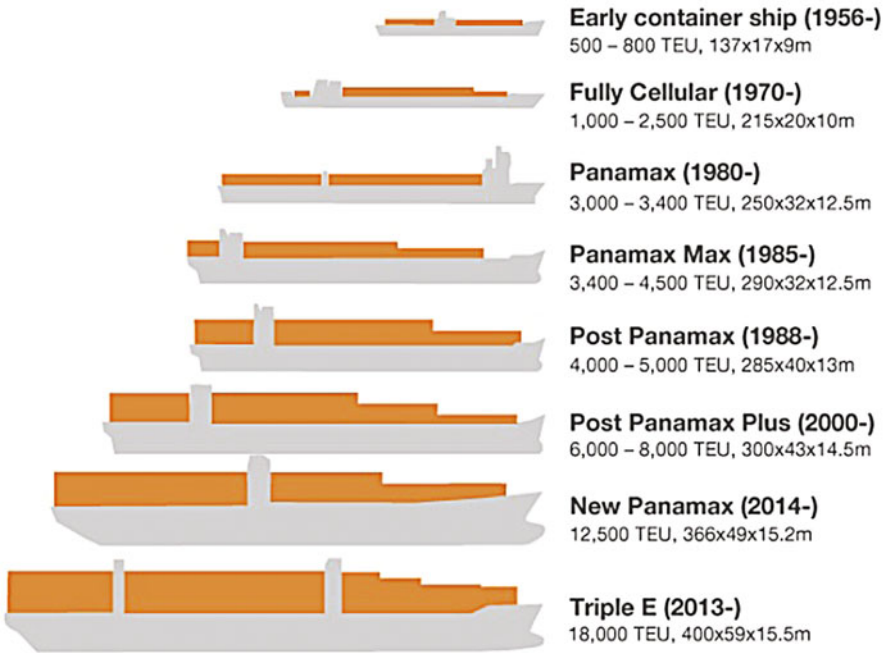 Early container ship (1956-)
500 – 800 TEU, 137x17x9m
Fully Cellular (1970-)
1,000 – 2,500 TEU, 215x20x10m
Panamax (1980-)
3,000 – 3,400 TEU, 250x32x12.5m
Panamax Max (1985-)
3,400 – 4,500 TEU, 290x32x12.5m
Post Panamax (1988-)
4,000 – 5,000 TEU, 285x40x13m
Post Panamax Plus (2000-)
6,000 – 8,000 TEU, 300x43x14.5m
New Panamax (2014-)
12,500 TEU, 366x49x15.2m
Triple E (2013-)
18,000 TEU, 400x59x15.5m